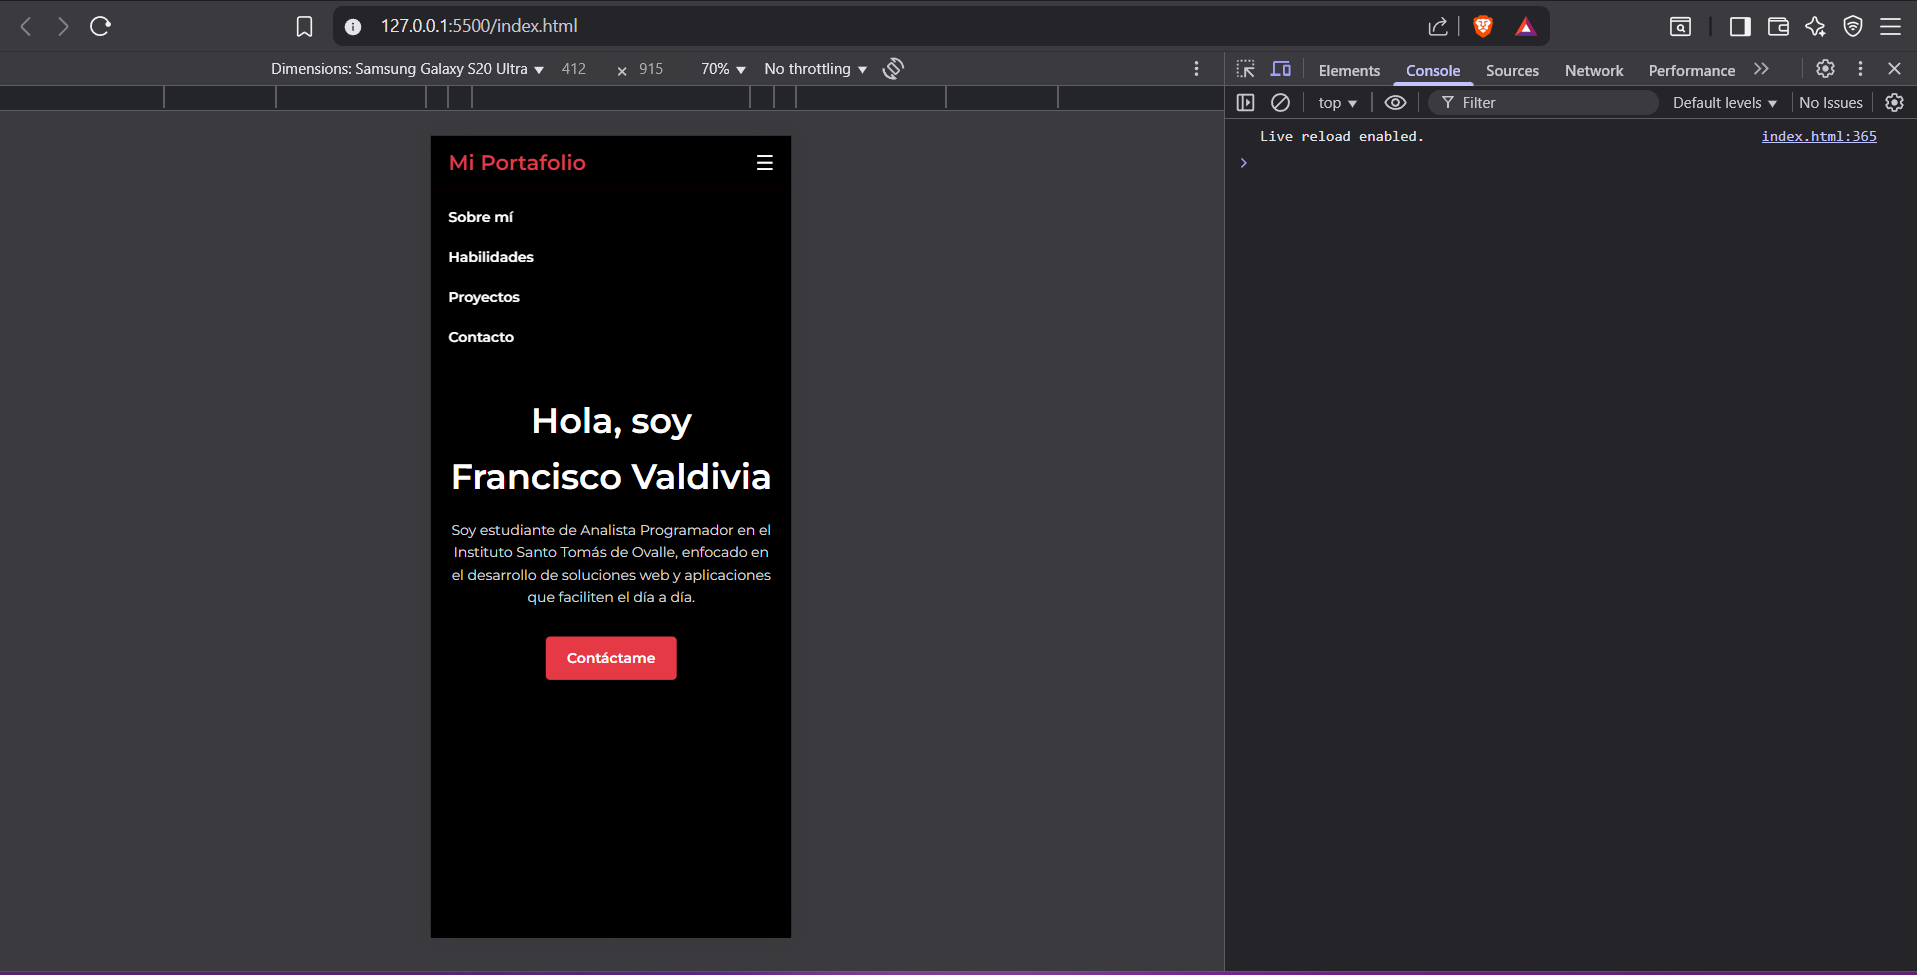 127.0.0.1:5500/index.html
Dimensions: Samsung Galaxy S20 Ultra ▼ 412 × 915 70% ▼ No throttling ▼
Elements Console Sources Network Performance
top ▼ Filter Default levels ▼ No Issues
Live reload enabled. index.html:365
Mi Portafolio
Sobre mí
Habilidades
Proyectos
Contacto
Hola, soy
Francisco Valdivia
Soy estudiante de Analista Programador en el
Instituto Santo Tomás de Ovalle, enfocado en
el desarrollo de soluciones web y aplicaciones
que faciliten el día a día.
Contáctame